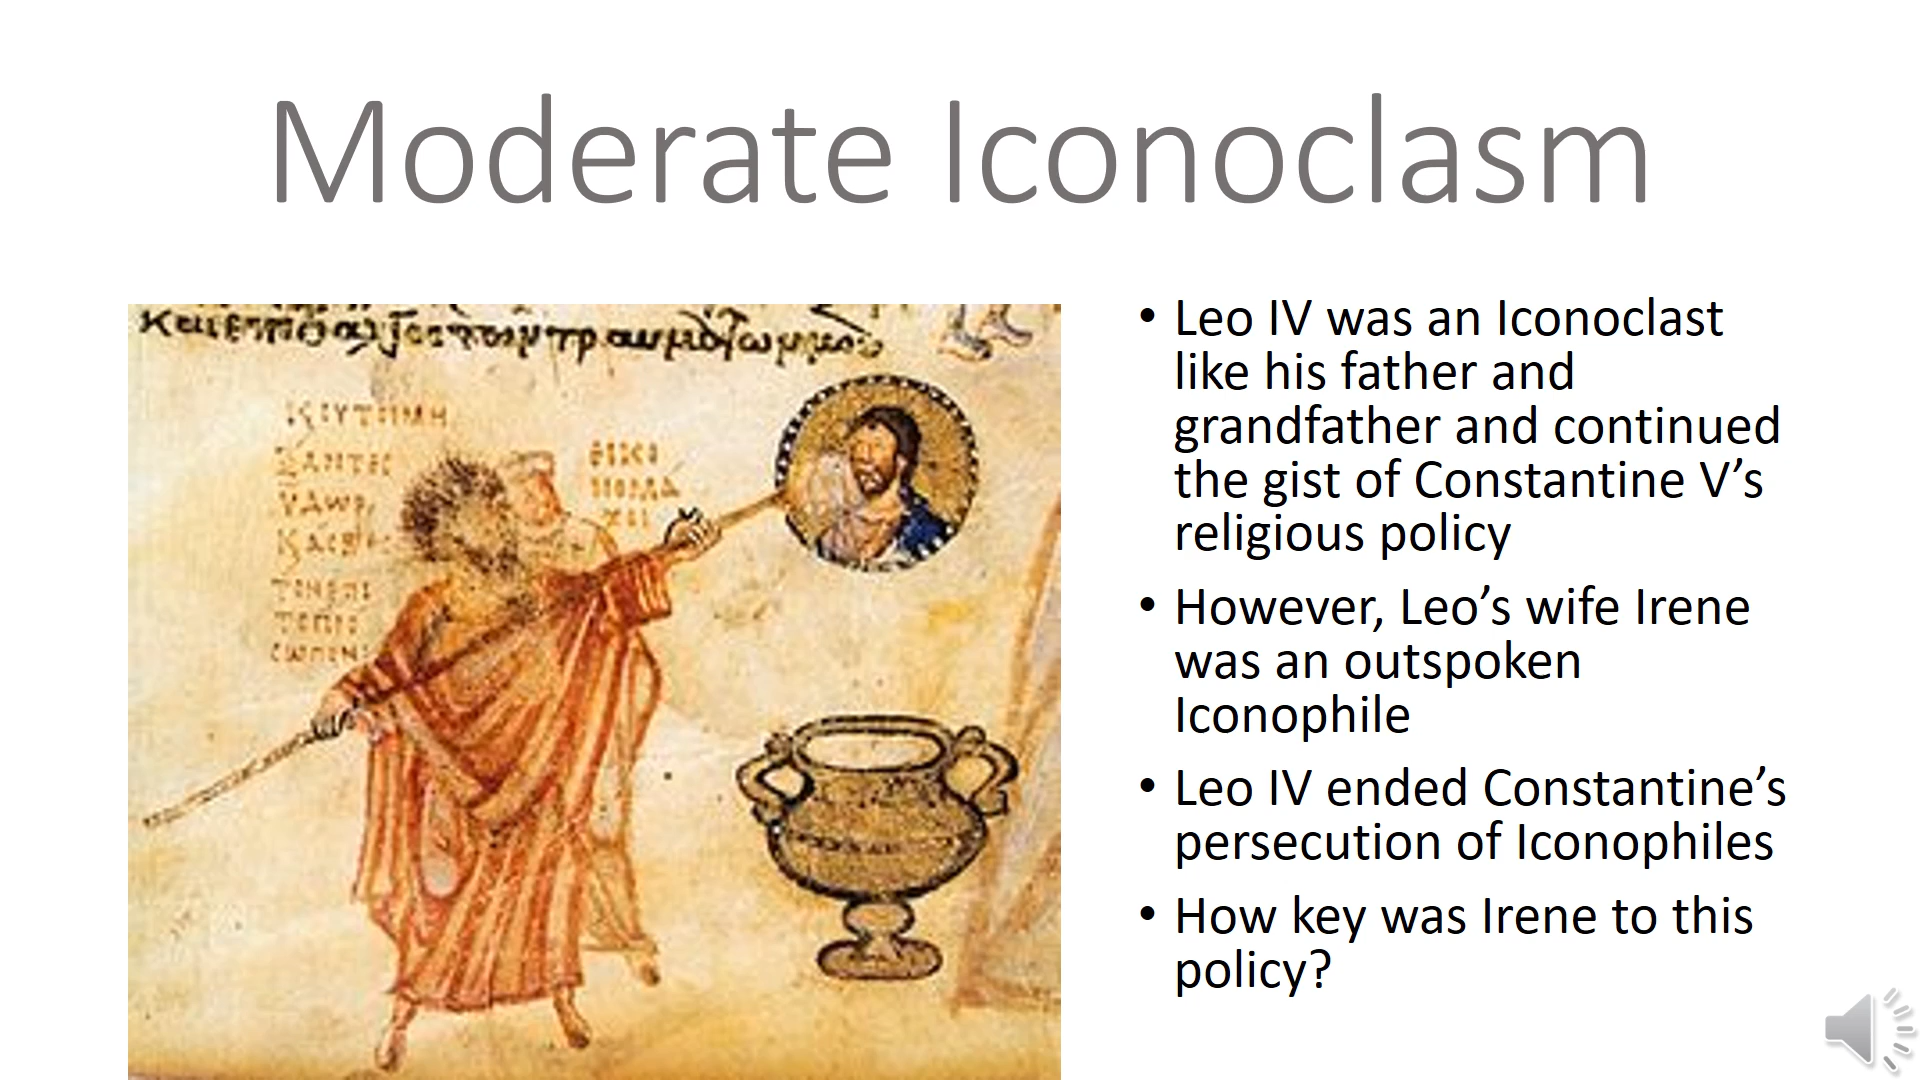 Moderate Iconoclasm
• Leo IV was an Iconoclast
like his father and
grandfather and continued
the gist of Constantine V’s
religious policy
• However, Leo’s wife Irene
was an outspoken
Iconophile
• Leo IV ended Constantine’s
persecution of Iconophiles
• How key was Irene to this
policy?